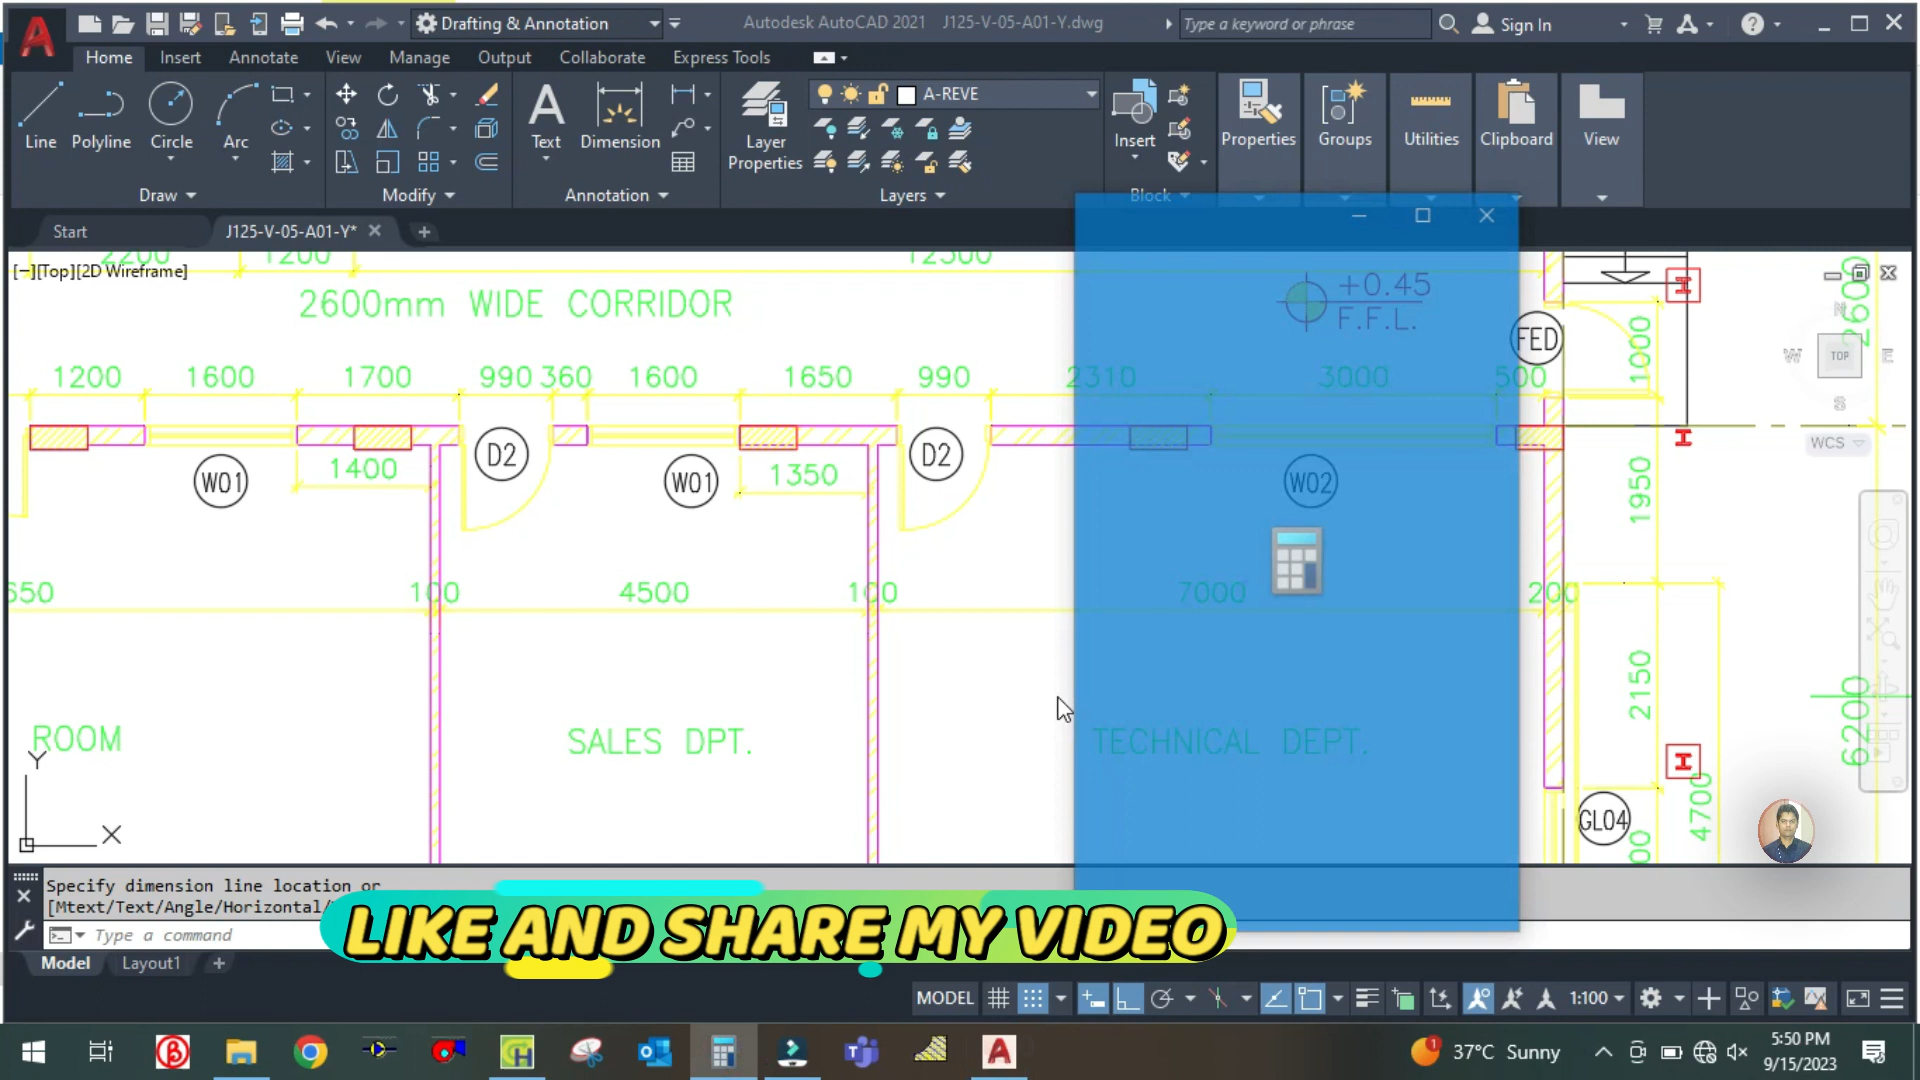 Drafting & Annotation
Autodesk AutoCAD 2021 J125-V-05-A01-Y.dwg
Type a keyword or phrase
Sign In
Home Insert Annotate View Manage Output Collaborate Express Tools
Line Polyline Circle Arc
Text Dimension
Layer Properties
A-REVE
Insert Properties Groups Utilities Clipboard View
Draw Modify Annotation Layers Block
Start J125-V-05-A01-Y*
[−][Top][2D Wireframe]
2200 1200 12300
2600mm WIDE CORRIDOR
+0.45
F.F.L.
FED
1000
2600
N
W TOP E
S
WCS
1200 1600 1700 990 360 1600 1650 990 2310 3000 500
D2 D2
1400 1350
W01 W01 W02
1950
650 100 4500 100 7000 200
2150
6200
ROOM SALES DPT. TECHNICAL DEPT.
4700
GL04
Y
X
Specify dimension line location or
[Mtext/Text/Angle/Horizontal/
Type a command
LIKE AND SHARE MY VIDEO
Model Layout1
MODEL 1:100
37°C Sunny
5:50 PM
9/15/2023